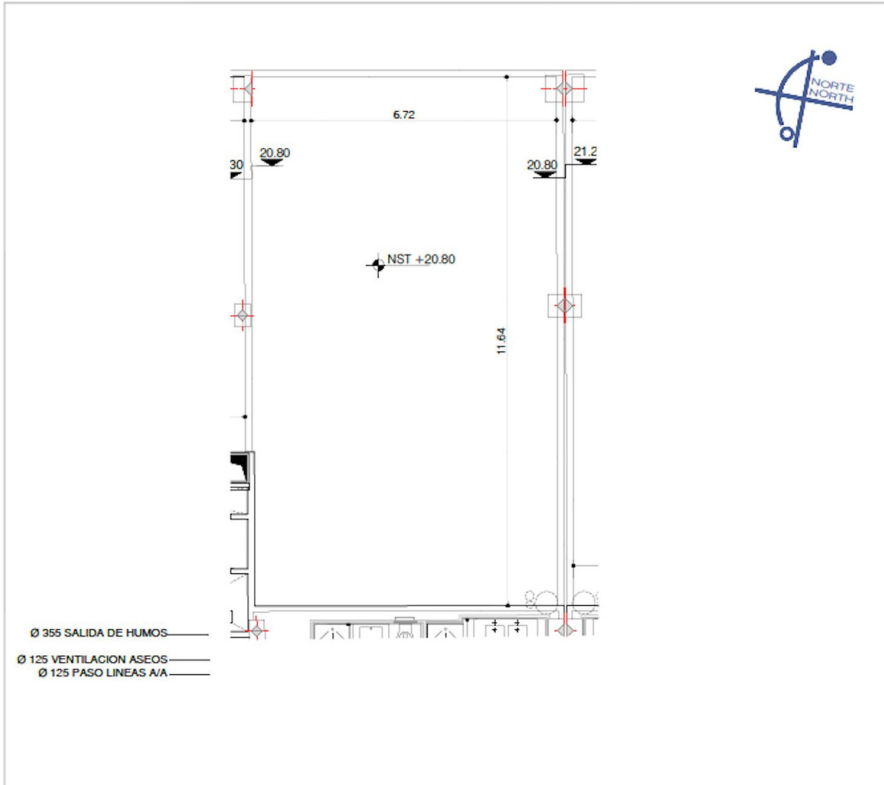 NORTE
NORTH
6.72
20.80
30
20.80
21.2
NST +20.80
11.64
Ø 355 SALIDA DE HUMOS
Ø 125 VENTILACION ASEOS
Ø 125 PASO LINEAS A/A